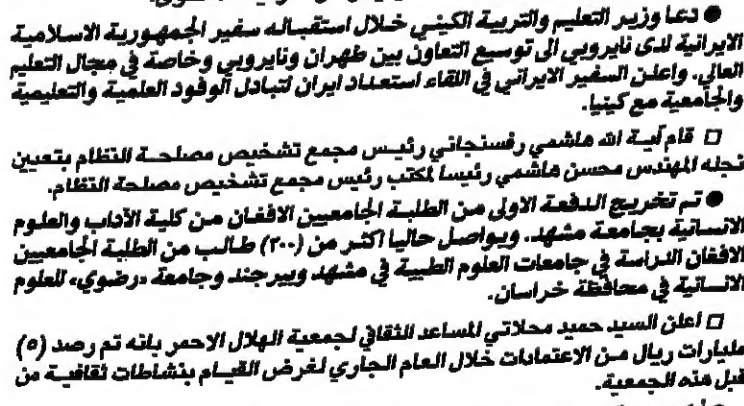 ● دعا وزير التعليم والتربية الكيني خلال استقباله سفير الجمهورية الاسلامية
الايرانية لدى نايروبي الى توسيع التعاون بين طهران ونايروبي وخاصة في مجال التعليم
العالي. واعلن السفير الايراني في اللقاء استعداد ايران لتبادل الوفود العلمية والتعليمية
والجامعية مع كينيا.
□ قام آية الله هاشمي رفسنجاني رئيس مجمع تشخيص مصلحة النظام بتعيين
نجله المهندس محسن هاشمي رئيسا لمكتب رئيس مجمع تشخيص مصلحة النظام.
● تم تخريج الدفعة الاولى من الطلبة الجامعيين الافغان من كلية الآداب والعلوم
الانسانية بجامعة مشهد. ويواصل حاليا اكثر من (٢٠٠) طالب من الطلبة الجامعيين
الافغان الدراسة في جامعات العلوم الطبية في مشهد وبيرجند وجامعة «رضوي» للعلوم
الانسانية في محافظة خراسان.
□ اعلن السيد حميد محلاتي المساعد الثقافي لجمعية الهلال الاحمر بانه تم رصد (٥)
مليارات ريال من الاعتمادات خلال العام الجاري لغرض القيام بنشاطات ثقافية من
قبل هذه الجمعية.